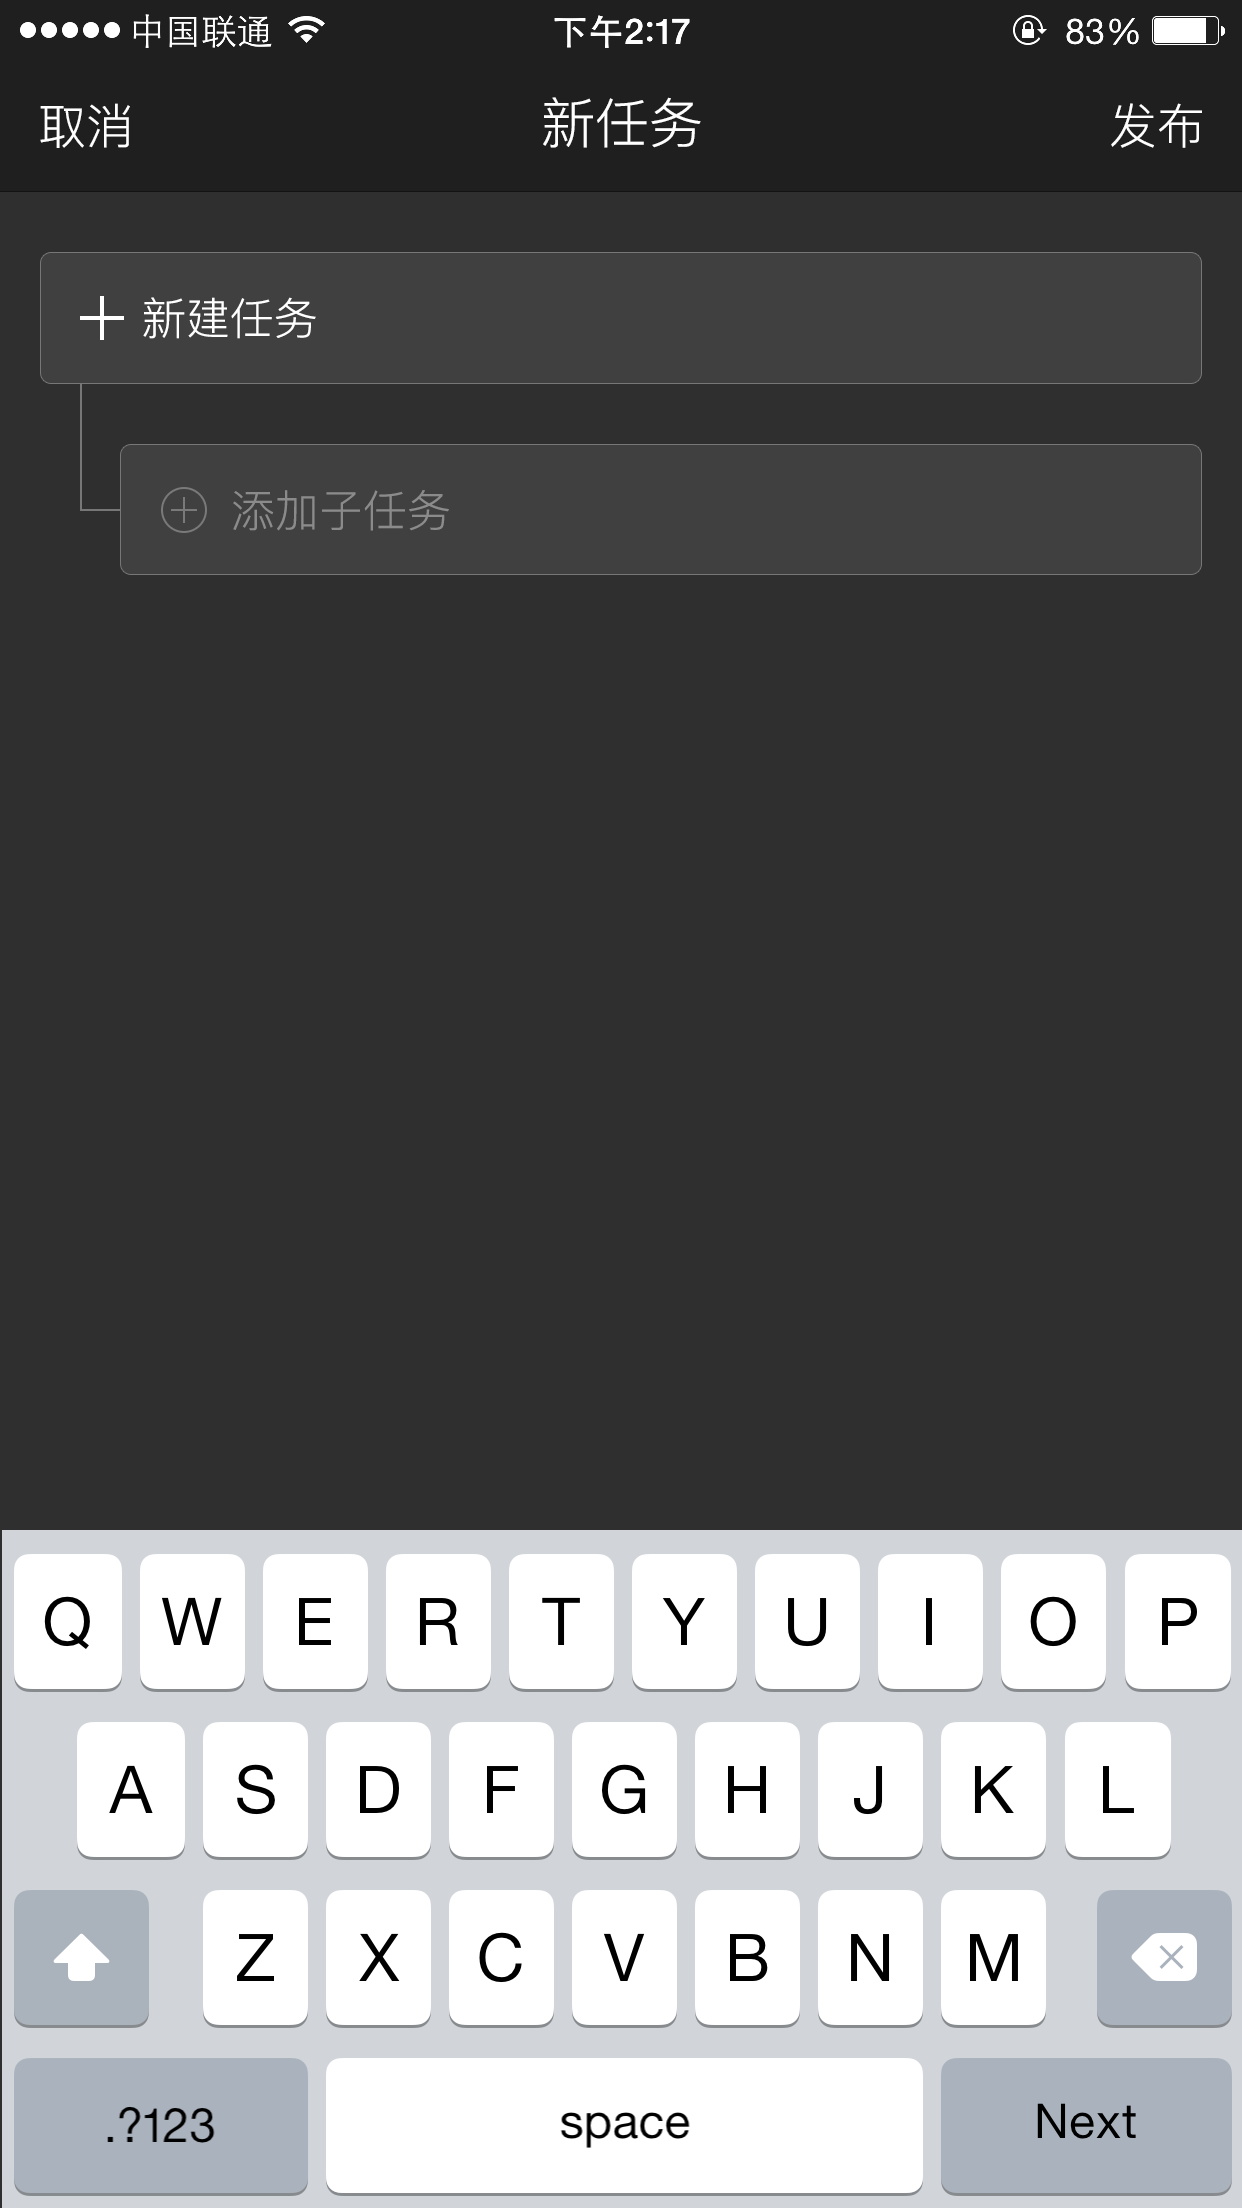 中国联通 下午2:17 83%
取消 新任务 发布
新建任务
添加子任务
Q W E R T Y U I O P
A S D F G H J K L
Z X C V B N M
.?123 space Next